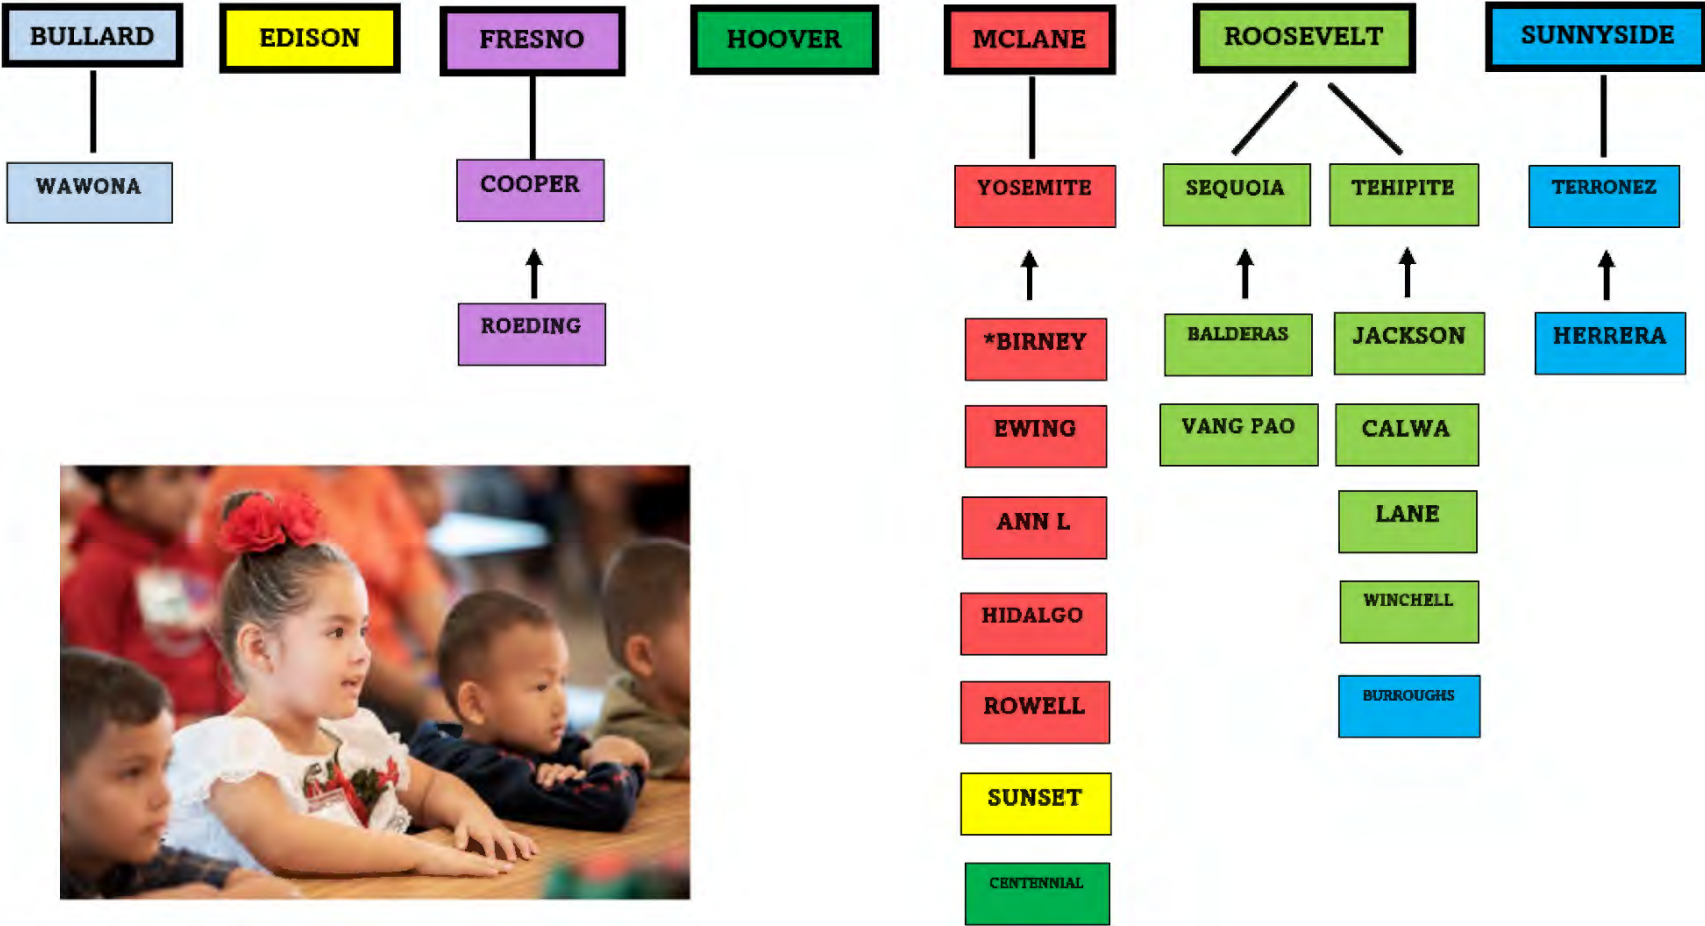 BULLARD
EDISON
FRESNO
HOOVER
MCLANE
ROOSEVELT
SUNNYSIDE
WAWONA
COOPER
YOSEMITE
SEQUOIA
TEHIPITE
TERRONEZ
ROEDING
*BIRNEY
BALDERAS
JACKSON
HERRERA
EWING
VANG PAO
CALWA
ANN L
LANE
HIDALGO
WINCHELL
ROWELL
BURROUGHS
SUNSET
CENTENNIAL